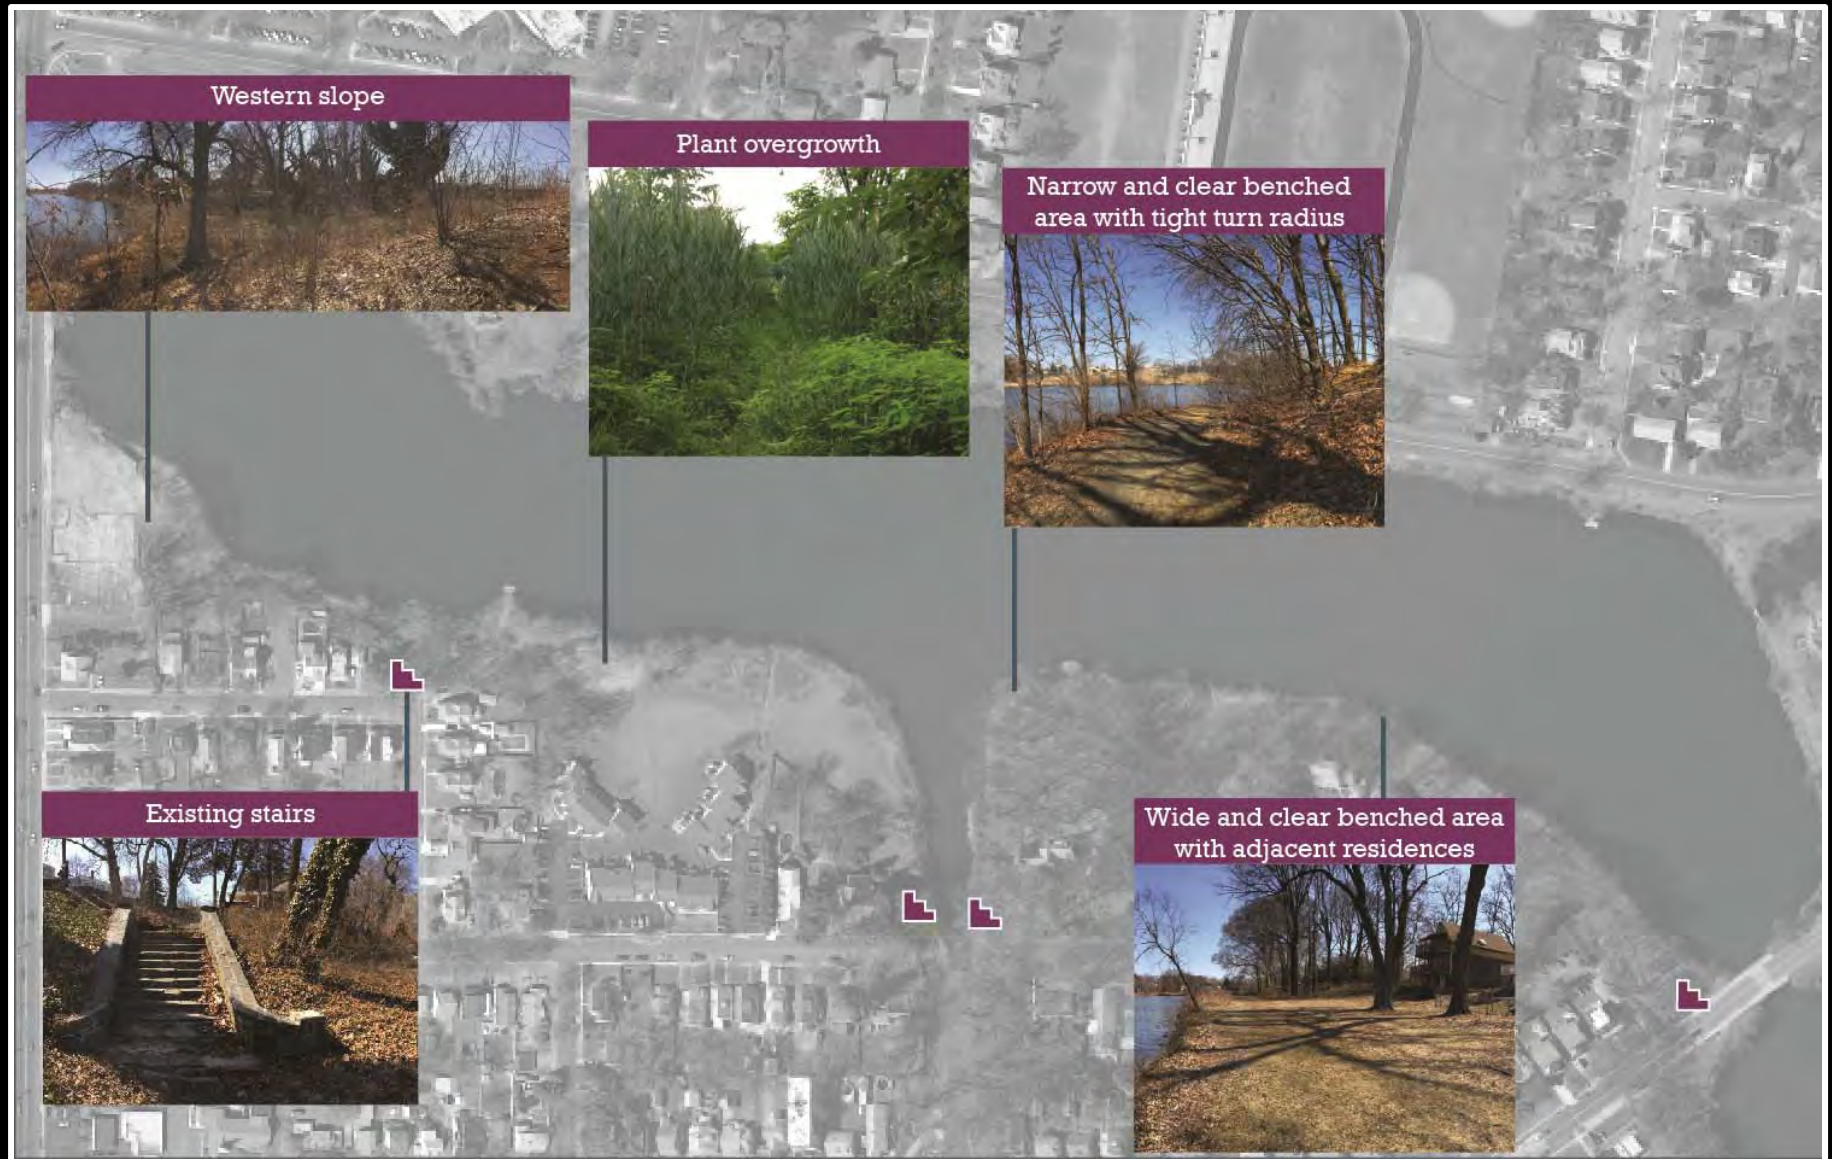 Western slope
Plant overgrowth
Narrow and clear benched
area with tight turn radius
Existing stairs
Wide and clear benched area
with adjacent residences